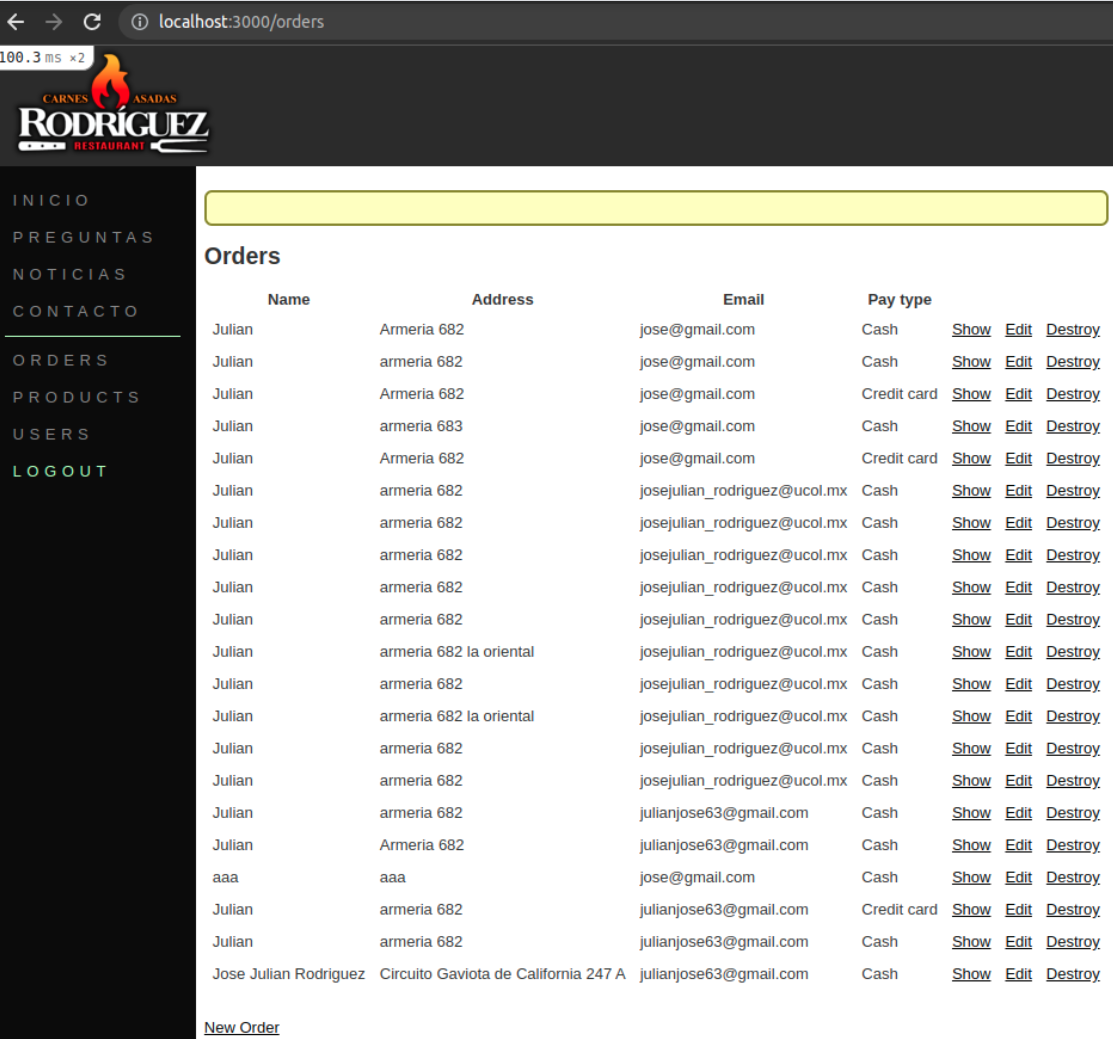 localhost:3000/orders
100.3 ms ×2
CARNES ASADAS
RODRÍGUEZ
RESTAURANT
INICIO
PREGUNTAS
NOTICIAS
CONTACTO
ORDERS
PRODUCTS
USERS
LOGOUT
Orders
Name Address Email Pay type
Julian Armeria 682 jose@gmail.com Cash Show Edit Destroy
Julian armeria 682 jose@gmail.com Cash Show Edit Destroy
Julian Armeria 682 jose@gmail.com Credit card Show Edit Destroy
Julian armeria 683 jose@gmail.com Cash Show Edit Destroy
Julian Armeria 682 jose@gmail.com Credit card Show Edit Destroy
Julian armeria 682 josejulian_rodriguez@ucol.mx Cash Show Edit Destroy
Julian armeria 682 josejulian_rodriguez@ucol.mx Cash Show Edit Destroy
Julian armeria 682 josejulian_rodriguez@ucol.mx Cash Show Edit Destroy
Julian armeria 682 josejulian_rodriguez@ucol.mx Cash Show Edit Destroy
Julian armeria 682 josejulian_rodriguez@ucol.mx Cash Show Edit Destroy
Julian armeria 682 la oriental josejulian_rodriguez@ucol.mx Cash Show Edit Destroy
Julian armeria 682 josejulian_rodriguez@ucol.mx Cash Show Edit Destroy
Julian armeria 682 la oriental josejulian_rodriguez@ucol.mx Cash Show Edit Destroy
Julian armeria 682 josejulian_rodriguez@ucol.mx Cash Show Edit Destroy
Julian armeria 682 josejulian_rodriguez@ucol.mx Cash Show Edit Destroy
Julian armeria 682 julianjose63@gmail.com Cash Show Edit Destroy
Julian Armeria 682 julianjose63@gmail.com Cash Show Edit Destroy
aaa aaa jose@gmail.com Cash Show Edit Destroy
Julian armeria 682 julianjose63@gmail.com Credit card Show Edit Destroy
Julian armeria 682 julianjose63@gmail.com Cash Show Edit Destroy
Jose Julian Rodriguez Circuito Gaviota de California 247 A julianjose63@gmail.com Cash Show Edit Destroy
New Order